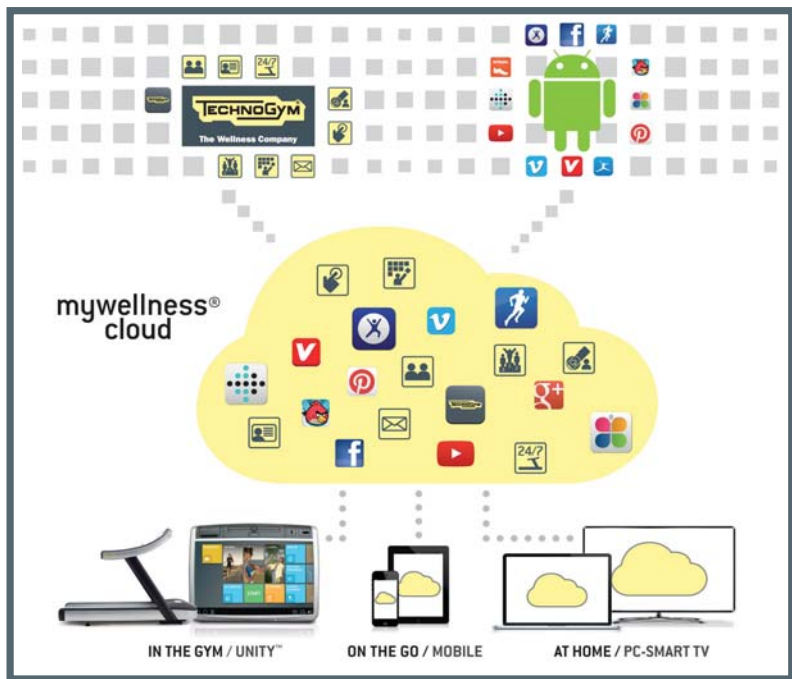 24/7
TECHNOGYM
The Wellness Company
mywellness®
cloud
24/7
IN THE GYM / UNITY™
ON THE GO / MOBILE
AT HOME / PC-SMART TV